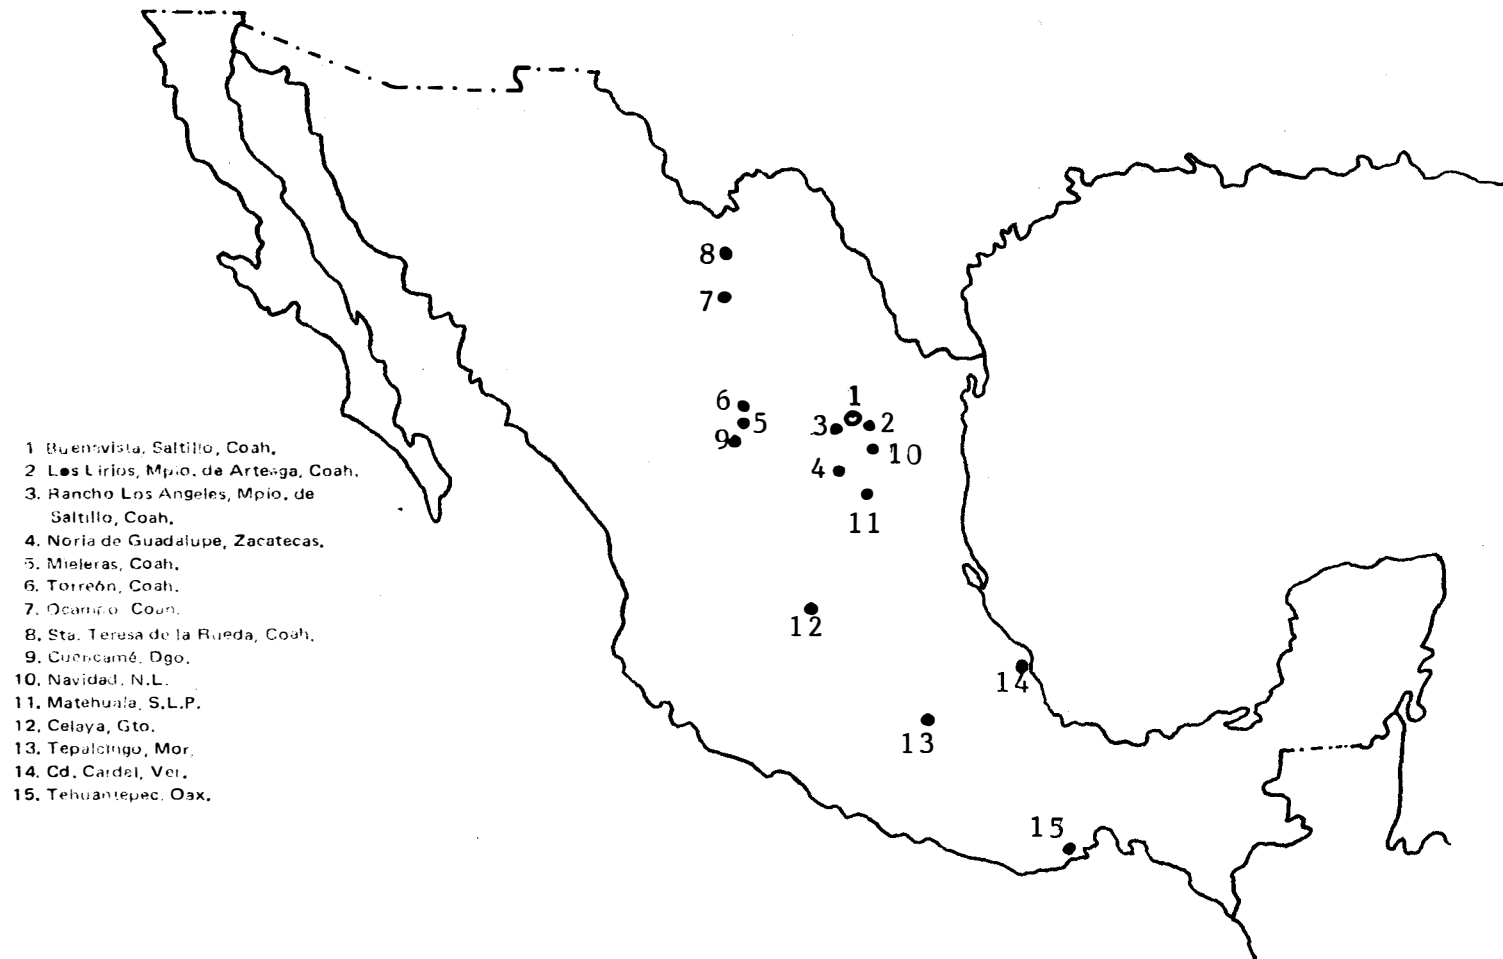 8
7
6
5
9
1
3
2
10
4
11
12
14
13
15
1 Buenavista, Saltillo, Coah.
2 Los Lirios, Mpio. de Arteaga, Coah.
3. Rancho Los Angeles, Mpio. de
Saltillo, Coah.
4. Noria de Guadalupe, Zacatecas.
5. Mieleras, Coah.
6. Torreón, Coah.
7. Ocampo, Coah.
8. Sta. Teresa de la Rueda, Coah.
9. Cuencamé, Dgo.
10. Navidad, N.L.
11. Matehuala, S.L.P.
12. Celaya, Gto.
13. Tepalcingo, Mor.
14. Cd. Cardel, Ver.
15. Tehuantepec, Oax.